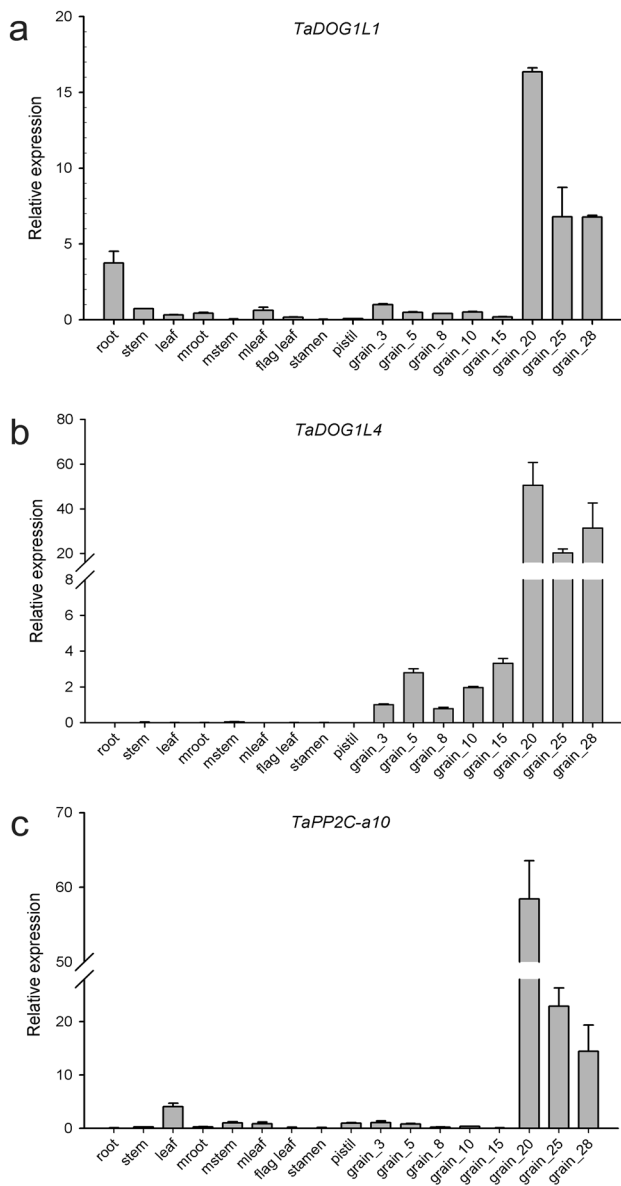 a
TaDOG1L1
Relative expression
20
15
10
5
0
root stem leaf mroot mstem mleaf flag leaf stamen pistil grain_3 grain_5 grain_8 grain_10 grain_15 grain_20 grain_25 grain_28
b
TaDOG1L4
Relative expression
80
60
40
20
8
6
4
2
0
root stem leaf mroot mstem mleaf flag leaf stamen pistil grain_3 grain_5 grain_8 grain_10 grain_15 grain_20 grain_25 grain_28
c
TaPP2C-a10
Relative expression
70
60
50
20
10
0
root stem leaf mroot mstem mleaf flag leaf stamen pistil grain_3 grain_5 grain_8 grain_10 grain_15 grain_20 grain_25 grain_28